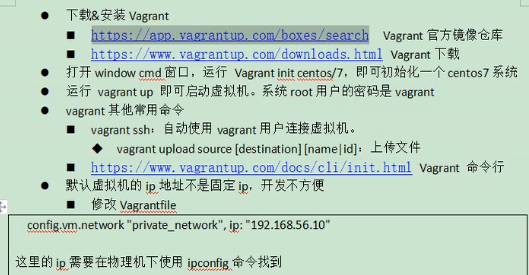 下载&安装 Vagrant
https://app.vagrantup.com/boxes/search Vagrant 官方镜像仓库
https://www.vagrantup.com/downloads.html Vagrant 下载
打开 window cmd 窗口，运行 Vagrant init centos/7，即可初始化一个 centos7 系统
运行 vagrant up 即可启动虚拟机。系统 root 用户的密码是 vagrant
vagrant 其他常用命令
vagrant ssh：自动使用 vagrant 用户连接虚拟机。
vagrant upload source [destination] [name|id]：上传文件
https://www.vagrantup.com/docs/cli/init.html Vagrant 命令行
默认虚拟机的 ip 地址不是固定 ip，开发不方便
修改 Vagrantfile
config.vm.network "private_network", ip: "192.168.56.10"
这里的 ip 需要在物理机下使用 ipconfig 命令找到